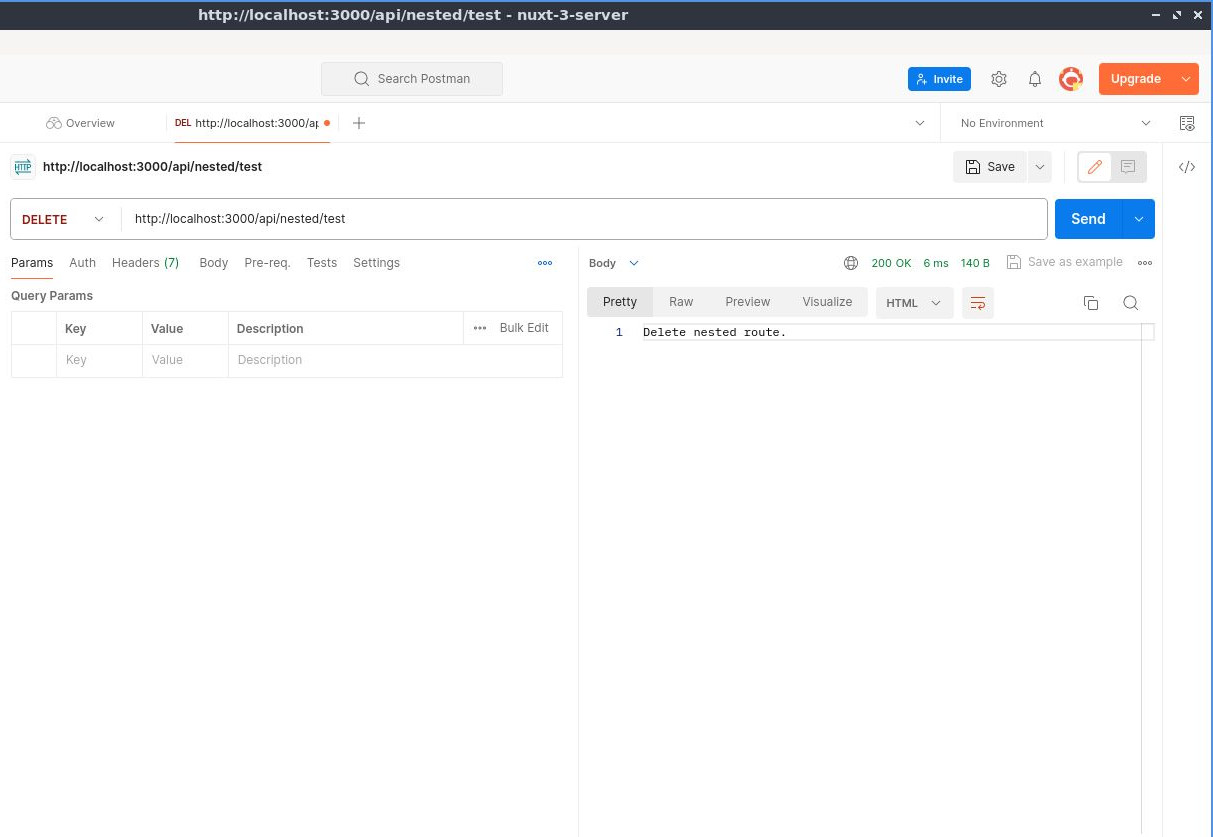 http://localhost:3000/api/nested/test - nuxt-3-server
Search Postman
Invite
Upgrade
Overview
DEL http://localhost:3000/ap
No Environment
HTTP http://localhost:3000/api/nested/test
Save
DELETE http://localhost:3000/api/nested/test
Send
Params Auth Headers (7) Body Pre-req. Tests Settings
Body
200 OK 6 ms 140 B
Save as example
Query Params
Pretty Raw Preview Visualize HTML
Key Value Description Bulk Edit
Key Value Description
1 Delete nested route.